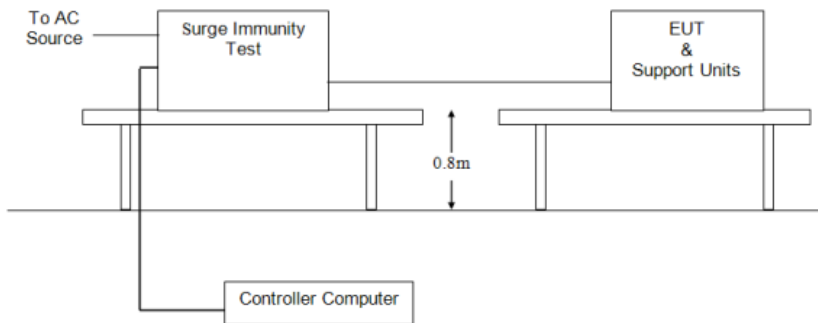 To AC
Source
Surge Immunity
Test
EUT
&
Support Units
0.8m
Controller Computer